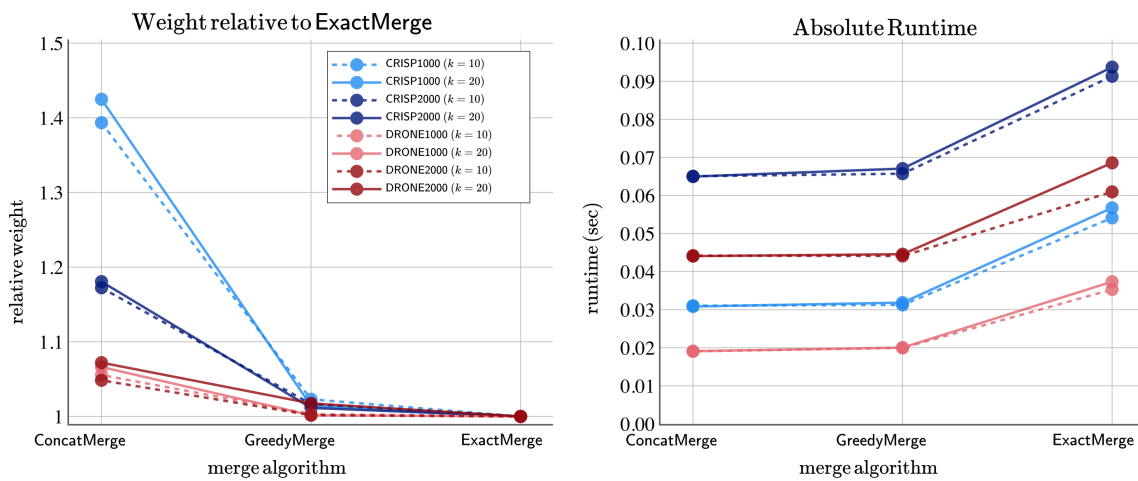 Weight relative to ExactMerge
1.5
1.4
1.3
1.2
1.1
1
relative weight
CRISP1000 (k = 10)
CRISP1000 (k = 20)
CRISP2000 (k = 10)
CRISP2000 (k = 20)
DRONE1000 (k = 10)
DRONE1000 (k = 20)
DRONE2000 (k = 10)
DRONE2000 (k = 20)
ConcatMerge GreedyMerge ExactMerge
merge algorithm
Absolute Runtime
0.10
0.09
0.08
0.07
0.06
0.05
0.04
0.03
0.02
0.01
0.00
runtime (sec)
ConcatMerge GreedyMerge ExactMerge
merge algorithm